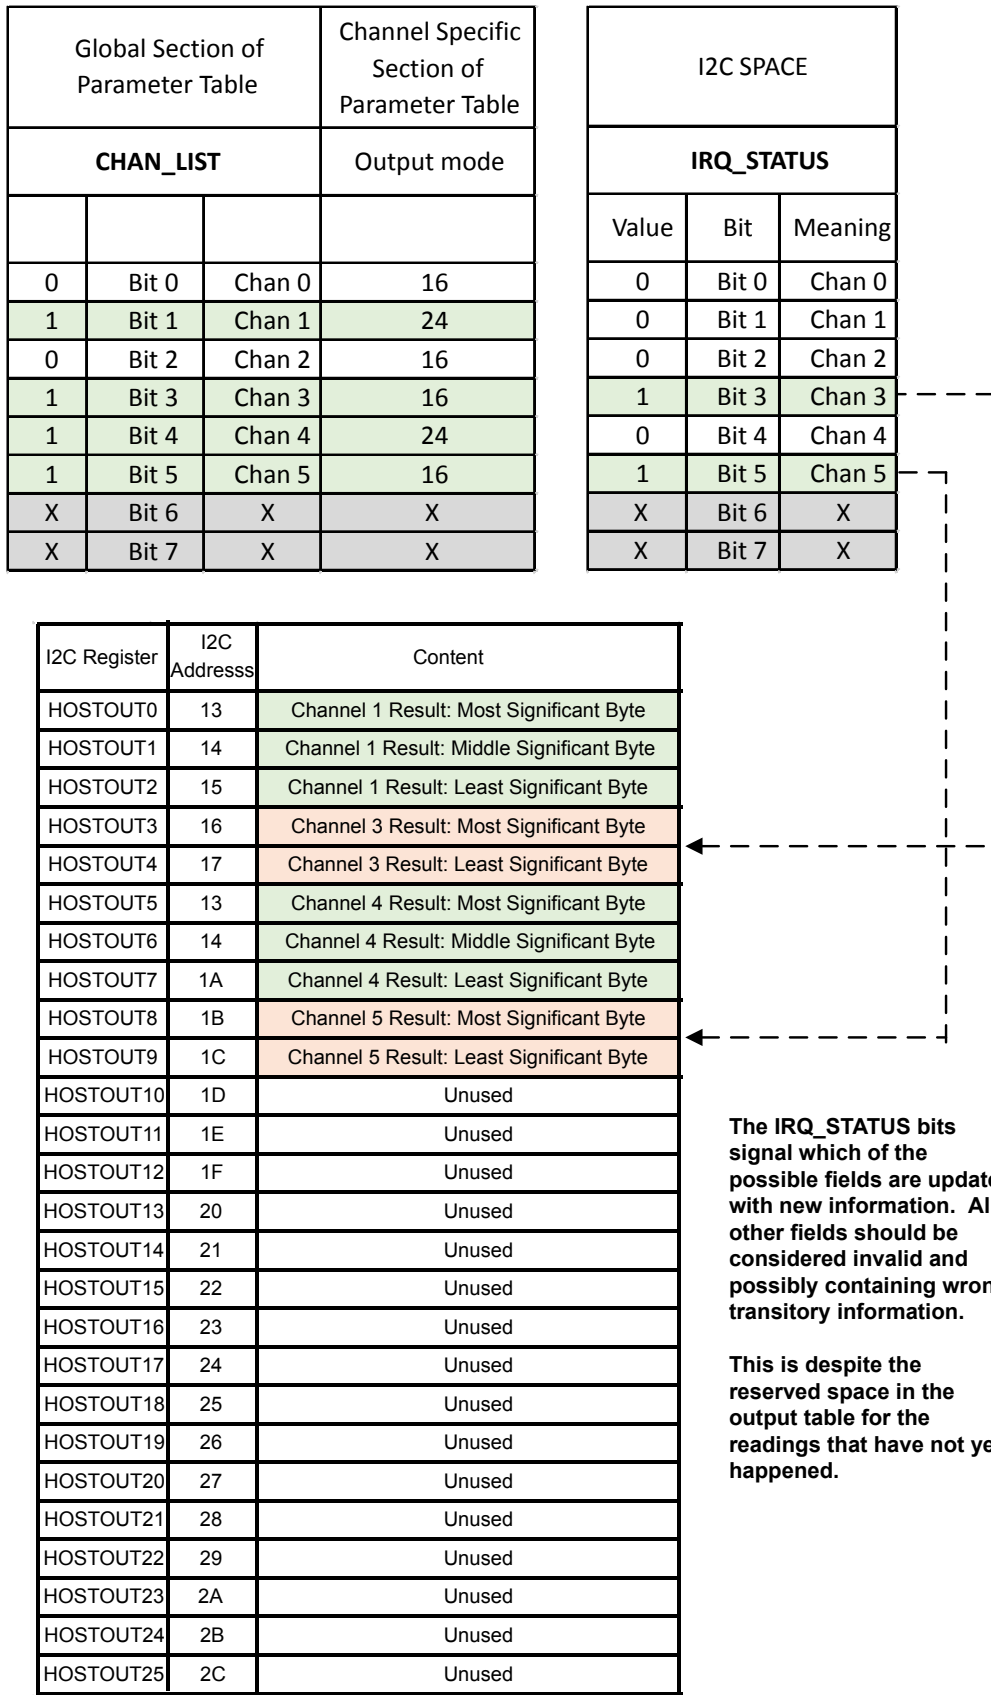 Global Section of
Parameter Table
Channel Specific
Section of
Parameter Table
CHAN_LIST Output mode
0 Bit 0 Chan 0 16
1 Bit 1 Chan 1 24
0 Bit 2 Chan 2 16
1 Bit 3 Chan 3 16
1 Bit 4 Chan 4 24
1 Bit 5 Chan 5 16
X Bit 6 X X
X Bit 7 X X
I2C SPACE
IRQ_STATUS
Value Bit Meaning
0 Bit 0 Chan 0
0 Bit 1 Chan 1
0 Bit 2 Chan 2
1 Bit 3 Chan 3
0 Bit 4 Chan 4
1 Bit 5 Chan 5
X Bit 6 X
X Bit 7 X
I2C Register I2C Addresss Content
HOSTOUT0 13 Channel 1 Result: Most Significant Byte
HOSTOUT1 14 Channel 1 Result: Middle Significant Byte
HOSTOUT2 15 Channel 1 Result: Least Significant Byte
HOSTOUT3 16 Channel 3 Result: Most Significant Byte
HOSTOUT4 17 Channel 3 Result: Least Significant Byte
HOSTOUT5 13 Channel 4 Result: Most Significant Byte
HOSTOUT6 14 Channel 4 Result: Middle Significant Byte
HOSTOUT7 1A Channel 4 Result: Least Significant Byte
HOSTOUT8 1B Channel 5 Result: Most Significant Byte
HOSTOUT9 1C Channel 5 Result: Least Significant Byte
HOSTOUT10 1D Unused
HOSTOUT11 1E Unused
HOSTOUT12 1F Unused
HOSTOUT13 20 Unused
HOSTOUT14 21 Unused
HOSTOUT15 22 Unused
HOSTOUT16 23 Unused
HOSTOUT17 24 Unused
HOSTOUT18 25 Unused
HOSTOUT19 26 Unused
HOSTOUT20 27 Unused
HOSTOUT21 28 Unused
HOSTOUT22 29 Unused
HOSTOUT23 2A Unused
HOSTOUT24 2B Unused
HOSTOUT25 2C Unused
The IRQ_STATUS bits
signal which of the
possible fields are updat
with new information. Al
other fields should be
considered invalid and
possibly containing wron
transitory information.
This is despite the
reserved space in the
output table for the
readings that have not ye
happened.